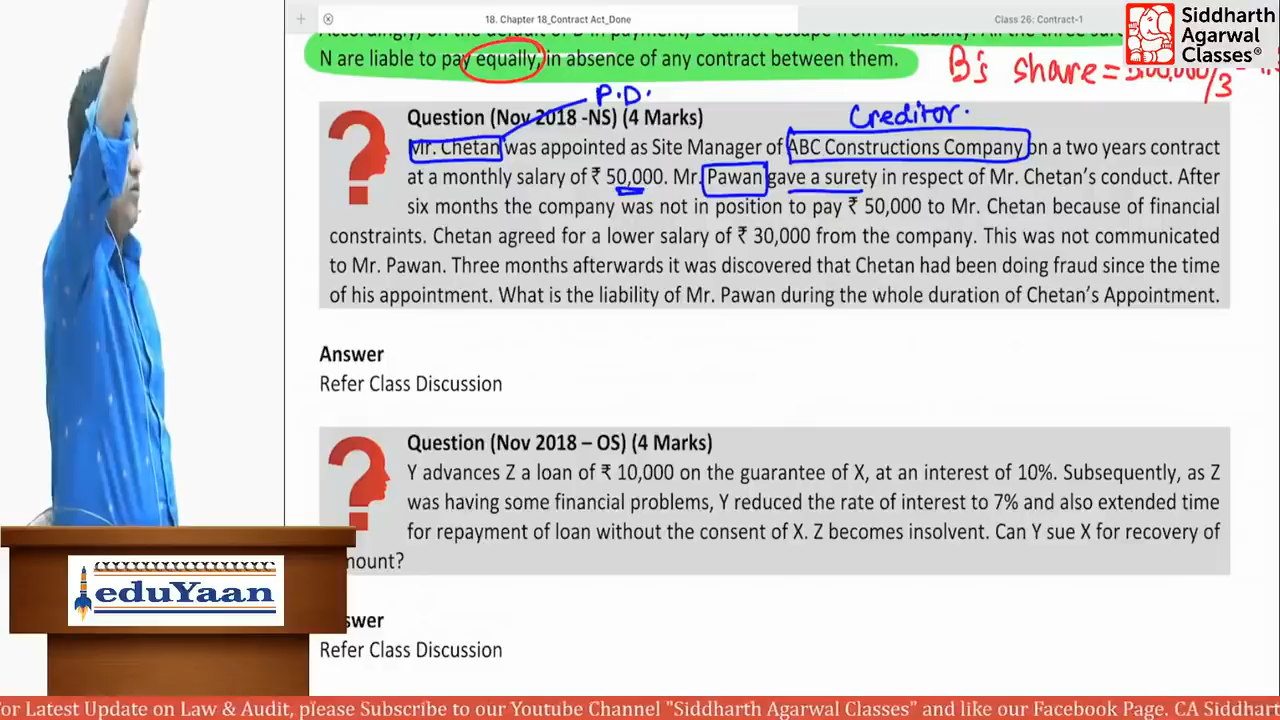 18. Chapter 18_Contract Act_Done
Class 26: Contract-1
Siddharth
Agarwal
Classes®
N are liable to pay equally, in absence of any contract between them.
B's share =
P.D.
Creditor.
Question (Nov 2018 -NS) (4 Marks)
Mr. Chetan was appointed as Site Manager of ABC Constructions Company on a two years contract
at a monthly salary of ₹ 50,000. Mr. Pawan gave a surety in respect of Mr. Chetan's conduct. After
six months the company was not in position to pay ₹ 50,000 to Mr. Chetan because of financial
constraints. Chetan agreed for a lower salary of ₹ 30,000 from the company. This was not communicated
to Mr. Pawan. Three months afterwards it was discovered that Chetan had been doing fraud since the time
of his appointment. What is the liability of Mr. Pawan during the whole duration of Chetan's Appointment.
Answer
Refer Class Discussion
Question (Nov 2018 – OS) (4 Marks)
Y advances Z a loan of ₹ 10,000 on the guarantee of X, at an interest of 10%. Subsequently, as Z
was having some financial problems, Y reduced the rate of interest to 7% and also extended time
for repayment of loan without the consent of X. Z becomes insolvent. Can Y sue X for recovery of
mount?
swer
Refer Class Discussion
eduYaan
For Latest Update on Law & Audit, please Subscribe to our Youtube Channel "Siddharth Agarwal Classes" and like our Facebook Page. CA Siddhart